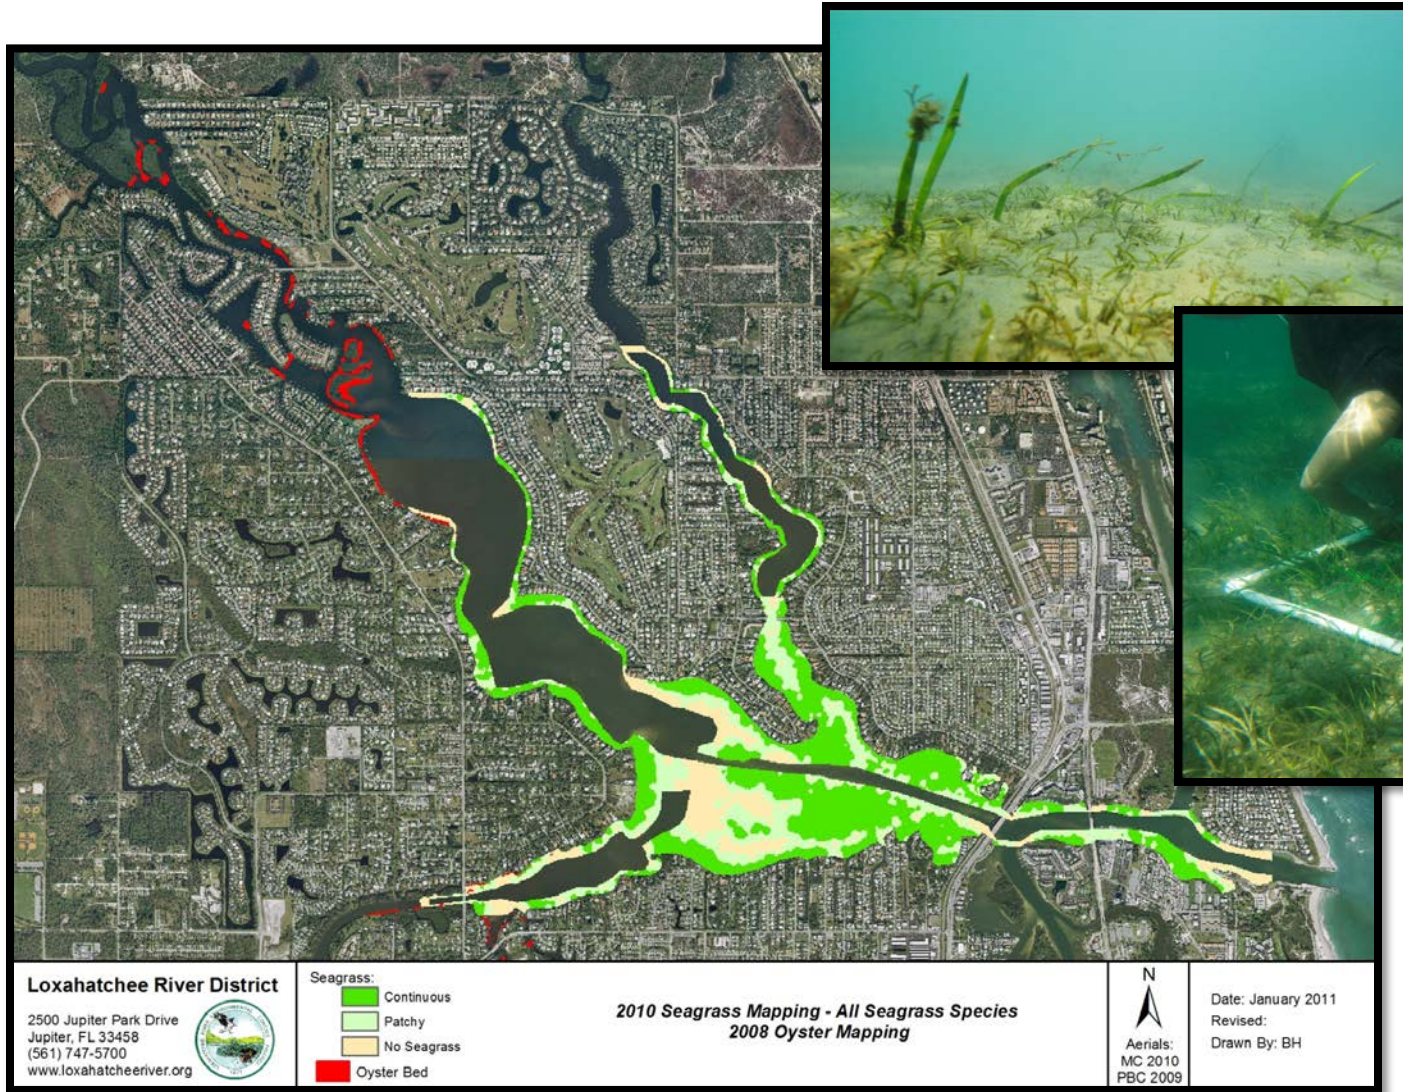 Loxahatchee River District
2500 Jupiter Park Drive
Jupiter, FL 33458
(561) 747-5700
www.loxahatcheeriver.org
Seagrass:
Continuous
Patchy
No Seagrass
Oyster Bed
2010 Seagrass Mapping - All Seagrass Species
2008 Oyster Mapping
N
Aerials:
MC 2010
PBC 2009
Date: January 2011
Revised:
Drawn By: BH